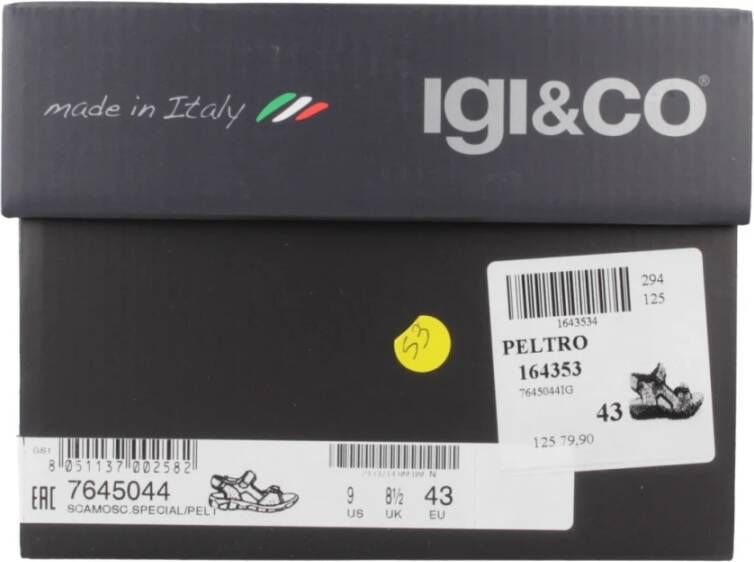 made in Italy
IGI&CO®
53
294
125
1643534
PELTRO
164353
7645044IG
43
125 79,90
GB1
8 051137 002582
EAC 7645044
SCAMOSC.SPECIAL/PELT
9 8½ 43
US UK EU